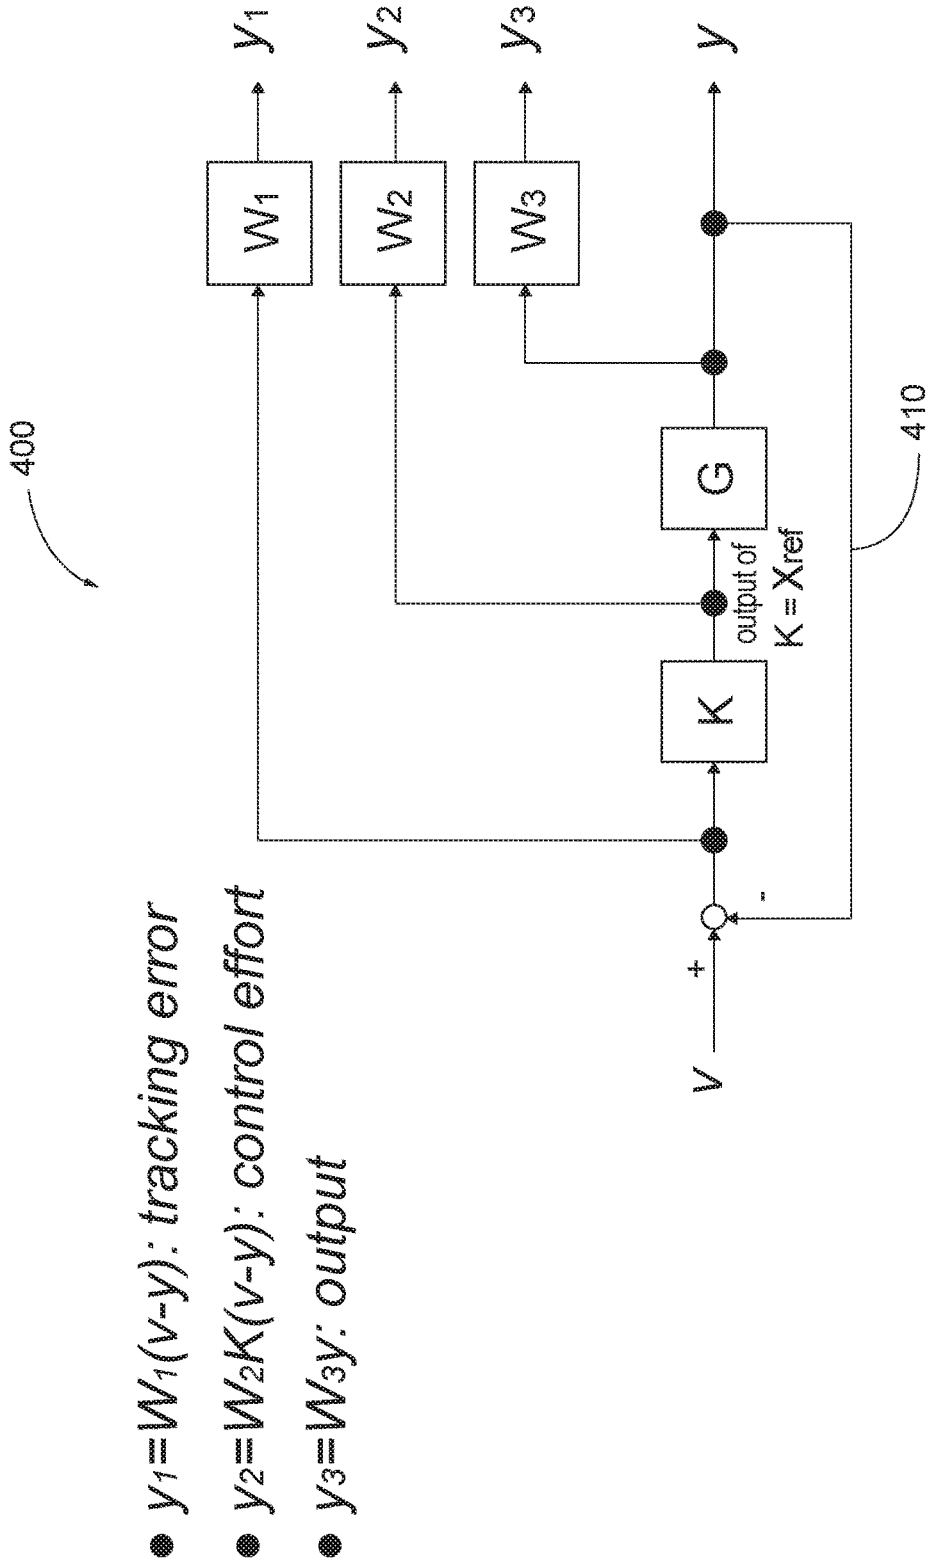 400
y1=W1(v-y): tracking error
y2=W2K(v-y): control effort
y3=W3y: output
W1
y1
W2
y2
W3
y3
v
+
-
K
output of
K = Xref
G
y
410